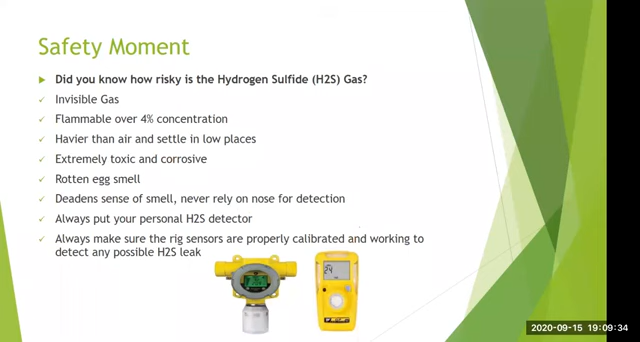 Safety Moment
Did you know how risky is the Hydrogen Sulfide (H2S) Gas?
Invisible Gas
Flammable over 4% concentration
Havier than air and settle in low places
Extremely toxic and corrosive
Rotten egg smell
Deadens sense of smell, never rely on nose for detection
Always put your personal H2S detector
Always make sure the rig sensors are properly calibrated and working to
detect any possible H2S leak
24
2020-09-15 19:09:34